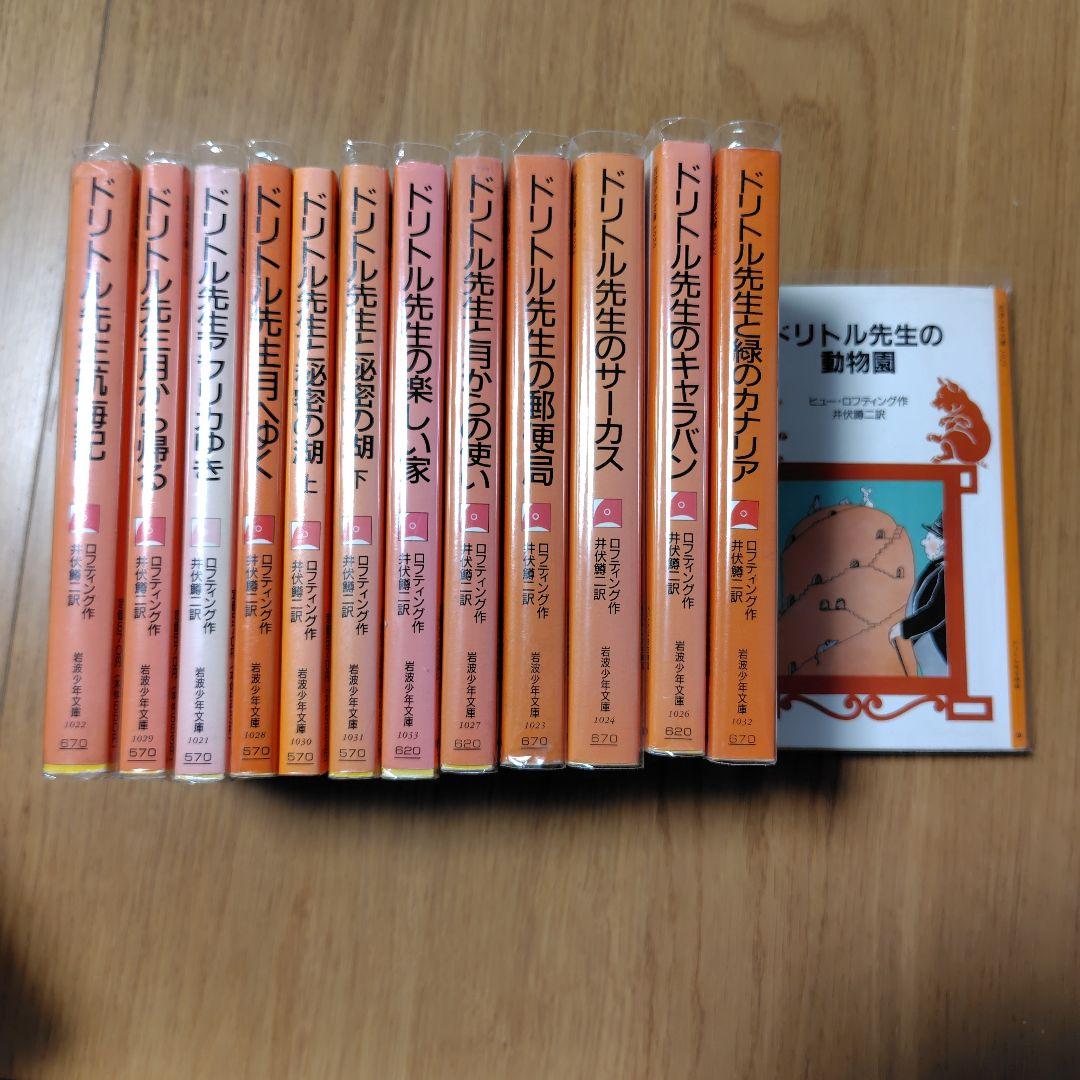 ドリトル先生航海記
ロフティング作
井伏鱒二訳
岩波少年文庫
1022
670
ドリトル先生月から帰る
ロフティング作
井伏鱒二訳
岩波少年文庫
1029
570
ドリトル先生アフリカゆき
ロフティング作
井伏鱒二訳
岩波少年文庫
1021
570
ドリトル先生月へゆく
ロフティング作
井伏鱒二訳
岩波少年文庫
1028
570
ドリトル先生と秘密の湖 上
ロフティング作
井伏鱒二訳
岩波少年文庫
1030
570
ドリトル先生と秘密の湖 下
ロフティング作
井伏鱒二訳
岩波少年文庫
1031
570
ドリトル先生の楽しい家
ロフティング作
井伏鱒二訳
岩波少年文庫
1033
620
ドリトル先生と月からの使い
ロフティング作
井伏鱒二訳
岩波少年文庫
1027
620
ドリトル先生の郵便局
ロフティング作
井伏鱒二訳
岩波少年文庫
1023
670
ドリトル先生のサーカス
ロフティング作
井伏鱒二訳
岩波少年文庫
1024
670
ドリトル先生のキャラバン
ロフティング作
井伏鱒二訳
岩波少年文庫
1026
620
ドリトル先生と緑のカナリア
ロフティング作
井伏鱒二訳
岩波少年文庫
1032
670
ドリトル先生の
動物園
ヒュー・ロフティング作
井伏鱒二訳